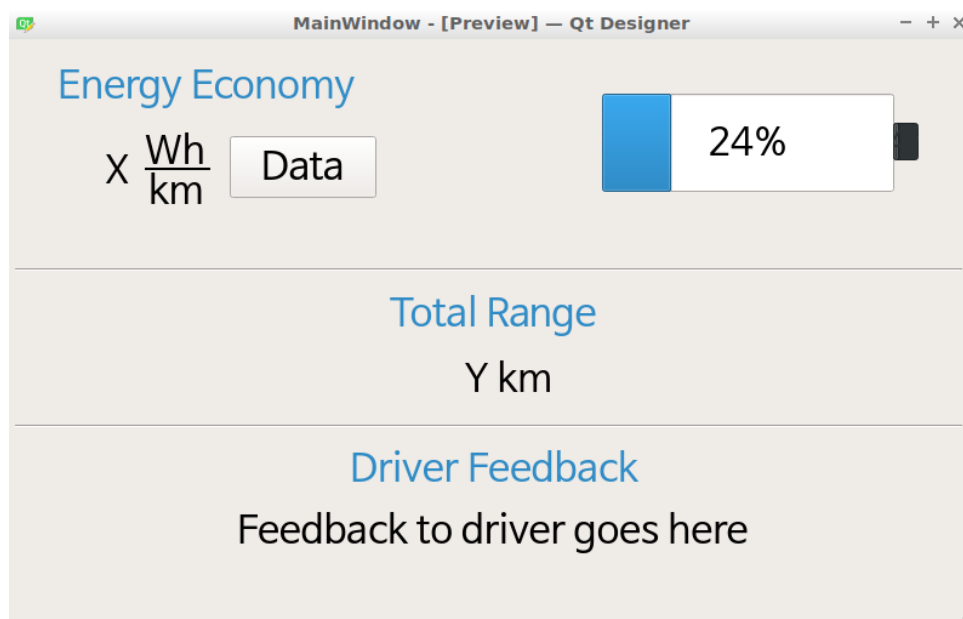 MainWindow - [Preview] — Qt Designer
Energy Economy
X Wh
km
Data
24%
Total Range
Y km
Driver Feedback
Feedback to driver goes here